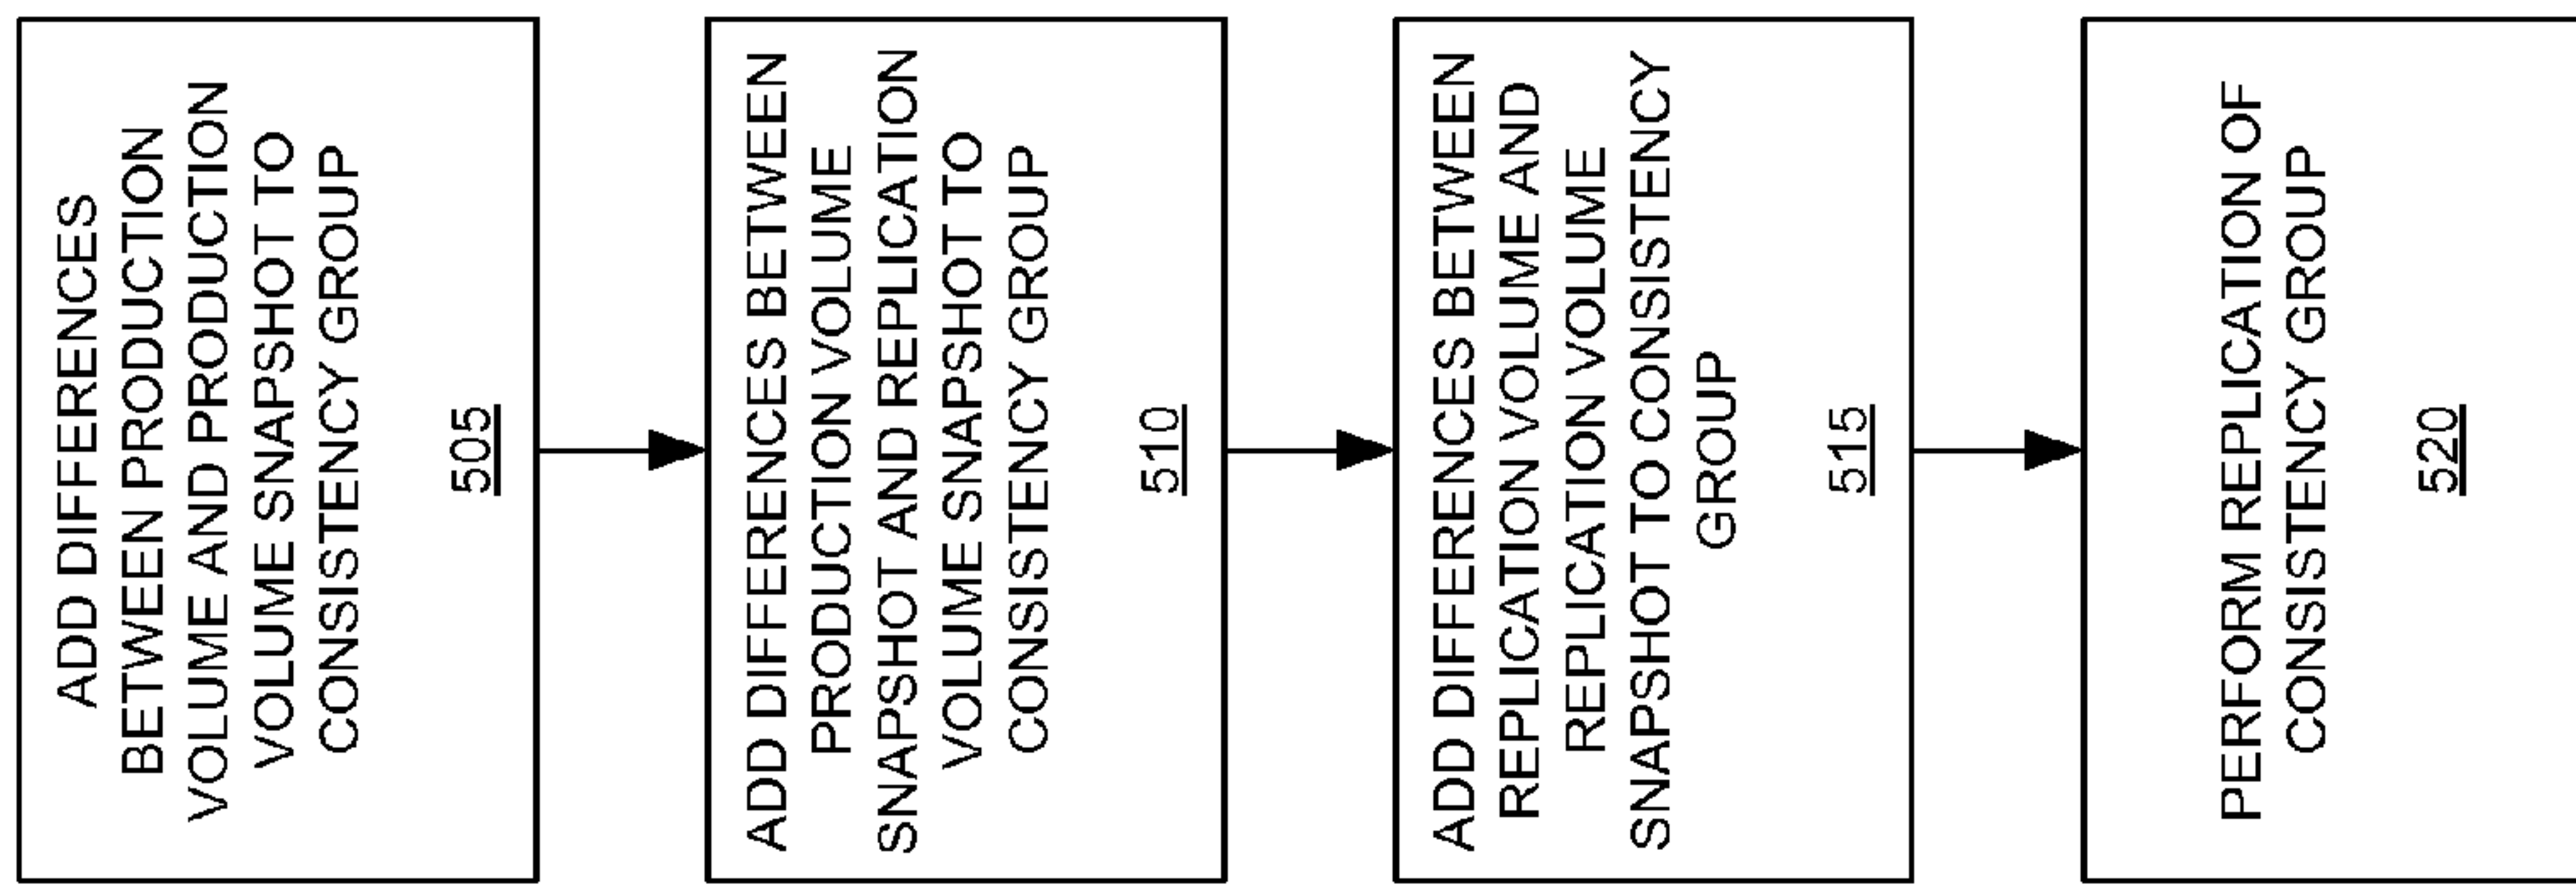 ADD DIFFERENCES
BETWEEN PRODUCTION
VOLUME AND PRODUCTION
VOLUME SNAPSHOT TO
CONSISTENCY GROUP
505
ADD DIFFERENCES BETWEEN
PRODUCTION VOLUME
SNAPSHOT AND REPLICATION
VOLUME SNAPSHOT TO
CONSISTENCY GROUP
510
ADD DIFFERENCES BETWEEN
REPLICATION VOLUME AND
REPLICATION VOLUME
SNAPSHOT TO CONSISTENCY
GROUP
515
PERFORM REPLICATION OF
CONSISTENCY GROUP
520